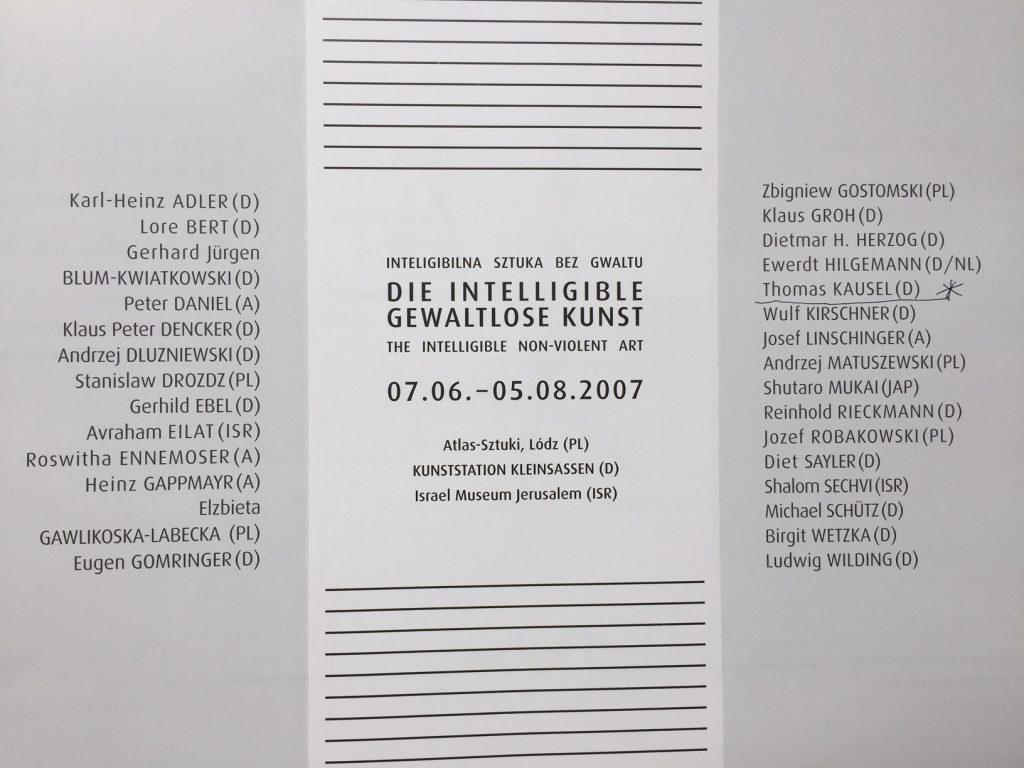 Karl-Heinz ADLER (D)
Lore BERT (D)
Gerhard Jürgen
BLUM-KWIATKOWSKI (D)
Peter DANIEL (A)
Klaus Peter DENCKER (D)
Andrzej DLUZNIEWSKI (D)
Stanislaw DROZDZ (PL)
Gerhild EBEL (D)
Avraham EILAT (ISR)
Roswitha ENNEMOSER (A)
Heinz GAPPMAYR (A)
Elzbieta
GAWLIKOSKA-LABECKA (PL)
Eugen GOMRINGER (D)
INTELIGIBILNA SZTUKA BEZ GWALTU
DIE INTELLIGIBLE
GEWALTLOSE KUNST
THE INTELLIGIBLE NON-VIOLENT ART
07.06.–05.08.2007
Atlas-Sztuki, Lódz (PL)
KUNSTSTATION KLEINSASSEN (D)
Israel Museum Jerusalem (ISR)
Zbigniew GOSTOMSKI (PL)
Klaus GROH (D)
Dietmar H. HERZOG (D)
Ewerdt HILGEMANN (D/NL)
Thomas KAUSEL (D)
Wulf KIRSCHNER (D)
Josef LINSCHINGER (A)
Andrzej MATUSZEWSKI (PL)
Shutaro MUKAI (JAP)
Reinhold RIECKMANN (D)
Jozef ROBAKOWSKI (PL)
Diet SAYLER (D)
Shalom SECHVI (ISR)
Michael SCHÜTZ (D)
Birgit WETZKA (D)
Ludwig WILDING (D)